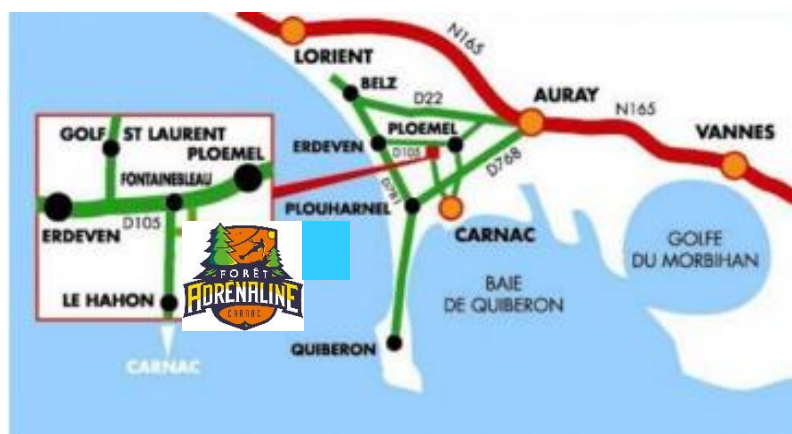 N165
LORIENT
BELZ
D22
AURAY
N165
VANNES
GOLF ST LAURENT
PLOEMEL
FONTAINEBLEAU
D105
ERDEVEN
LE HAHON
CARNAC
FORÊT
ADRÉNALINE
CARNAC
ERDEVEN
PLOEMEL
D105
D781
D768
PLOUHARNEL
CARNAC
QUIBERON
BAIE
DE QUIBERON
GOLFE
DU MORBIHAN